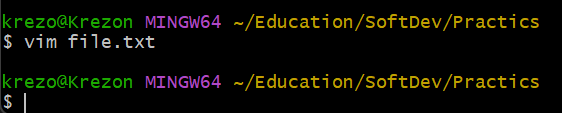 krezo@Krezon MINGW64 ~/Education/SoftDev/Practics
$ vim file.txt
krezo@Krezon MINGW64 ~/Education/SoftDev/Practics
$